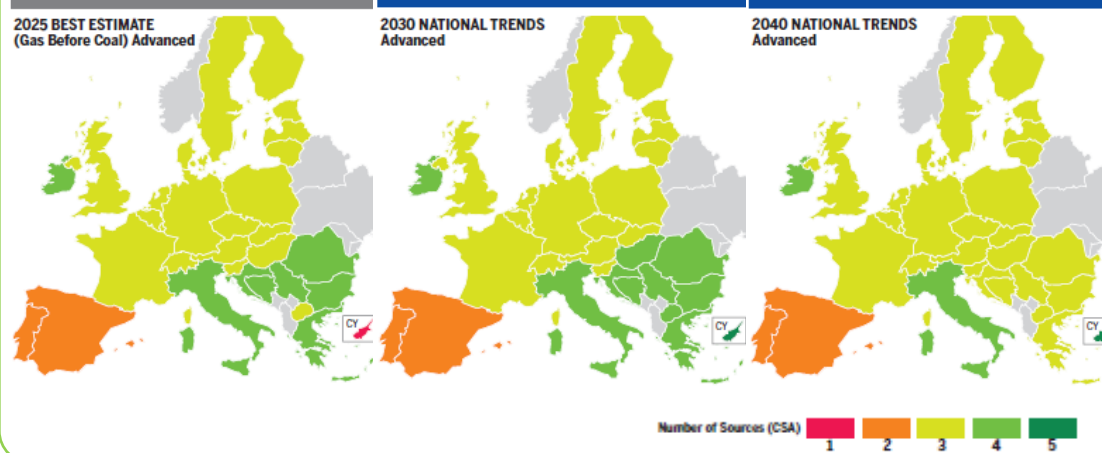 2025 BEST ESTIMATE
(Gas Before Coal) Advanced
2030 NATIONAL TRENDS
Advanced
2040 NATIONAL TRENDS
Advanced
CY
CY
CY
Number of Sources (CSA)
1 2 3 4 5